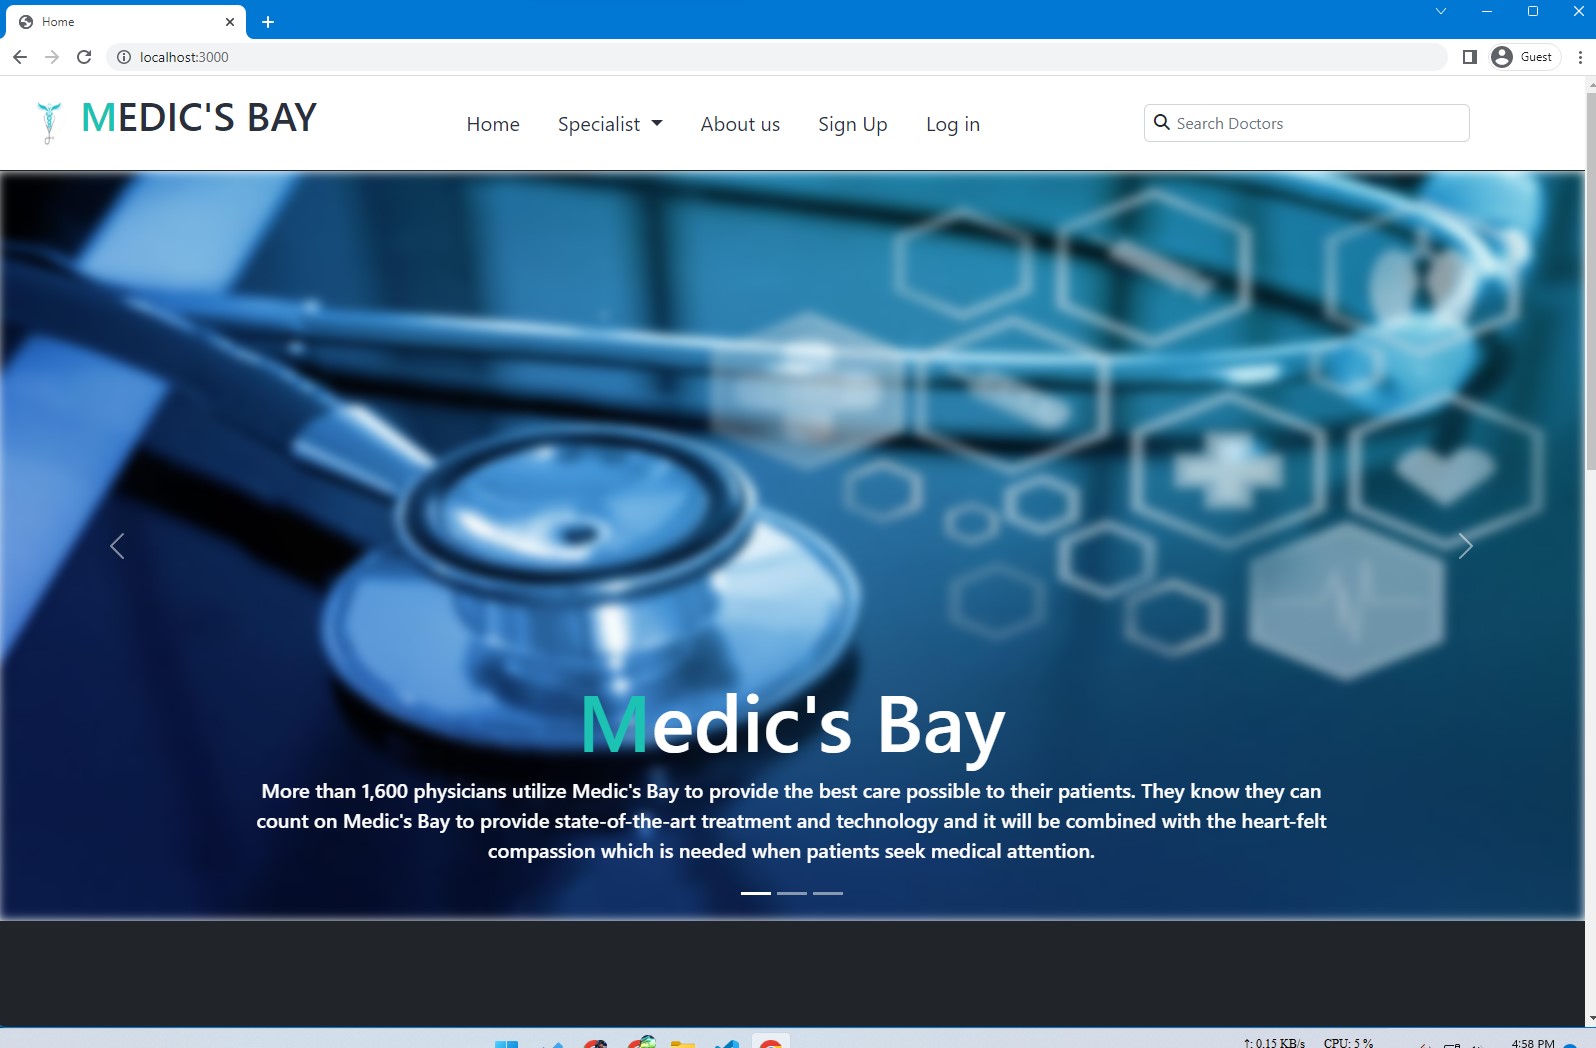 Home
localhost:3000
Guest
MEDIC'S BAY
Home
Specialist
About us
Sign Up
Log in
Search Doctors
Medic's Bay
More than 1,600 physicians utilize Medic's Bay to provide the best care possible to their patients. They know they can
count on Medic's Bay to provide state-of-the-art treatment and technology and it will be combined with the heart-felt
compassion which is needed when patients seek medical attention.
↑: 0.15 KB/s
CPU: 5 %
4:58 PM